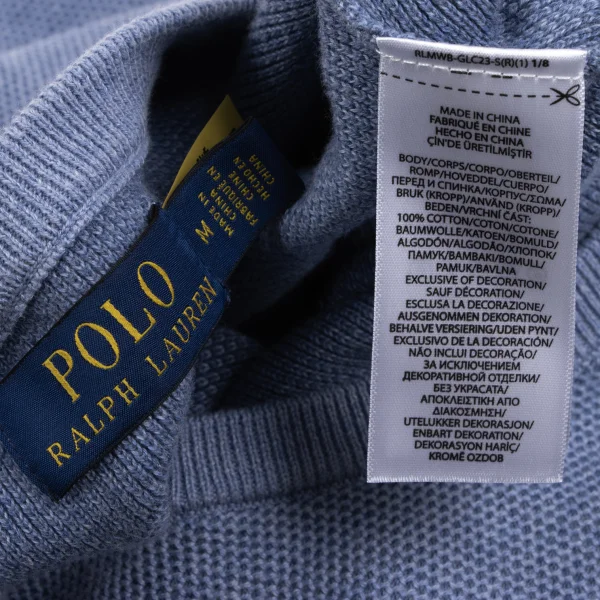 POLO
RALPH LAUREN
M
MADE IN
CHINA
FABRIQUÉ EN
CHINE
HECHO EN
CHINA
RLMWB-GLC23-S(R)(1) 1/8
MADE IN CHINA
FABRIQUÉ EN CHINE
HECHO EN CHINA
ÇİN'DE ÜRETİLMİŞTİR
BODY/CORPS/CORPO/OBERTEIL/
ROMP/HOVEDDEL/CUERPO/
ПЕРЕД И СПИНКА/КОРПУС/ΣΩΜΑ/
BRUK (KROPP)/ANVÄND (KROPP)/
BEDEN/VRCHNÍ ČÁST:
100% COTTON/COTON/COTONE/
BAUMWOLLE/KATOEN/BOMULD/
ALGODÓN/ALGODÃO/ХЛОПОК/
ΠΑΜΥΚ/BAMBAKI/BOMULL/
PAMUK/BAVLNA
EXCLUSIVE OF DECORATION/
SAUF DÉCORATION/
ESCLUSA LA DECORAZIONE/
AUSGENOMMEN DEKORATION/
BEHALVE VERSIERING/UDEN PYNT/
EXCLUSIVO DE LA DECORACIÓN/
NÃO INCLUI DECORAÇÃO/
ЗА ИСКЛЮЧЕНИЕМ
ДЕКОРАТИВНОЙ ОТДЕЛКИ/
БЕЗ УКРАСА/
ΑΠΟΚΛΕΙΣΤΙΚΗ ΑΠΟ
ΔΙΑΚΟΣΜΗΣΗ/
UTELUKKER DEKORASJON/
ENBART DEKORATION/
DEKORASYON HARİÇ/
KROMĚ OZDOB